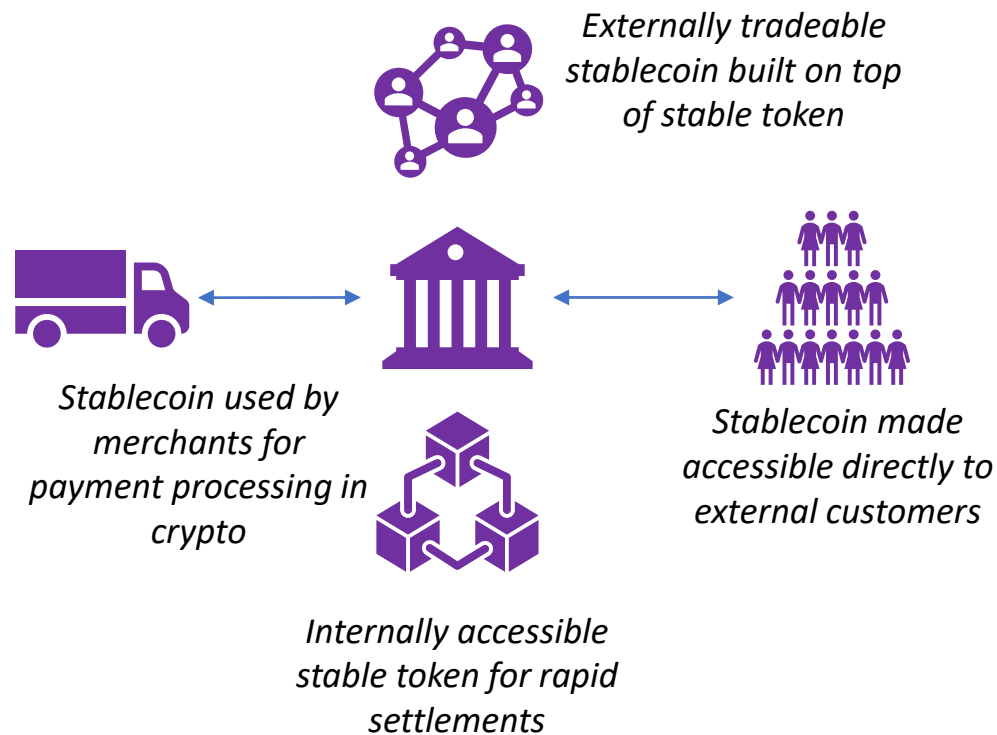 Externally tradeable
stablecoin built on top
of stable token
Stablecoin used by
merchants for
payment processing in
crypto
Stablecoin made
accessible directly to
external customers
Internally accessible
stable token for rapid
settlements